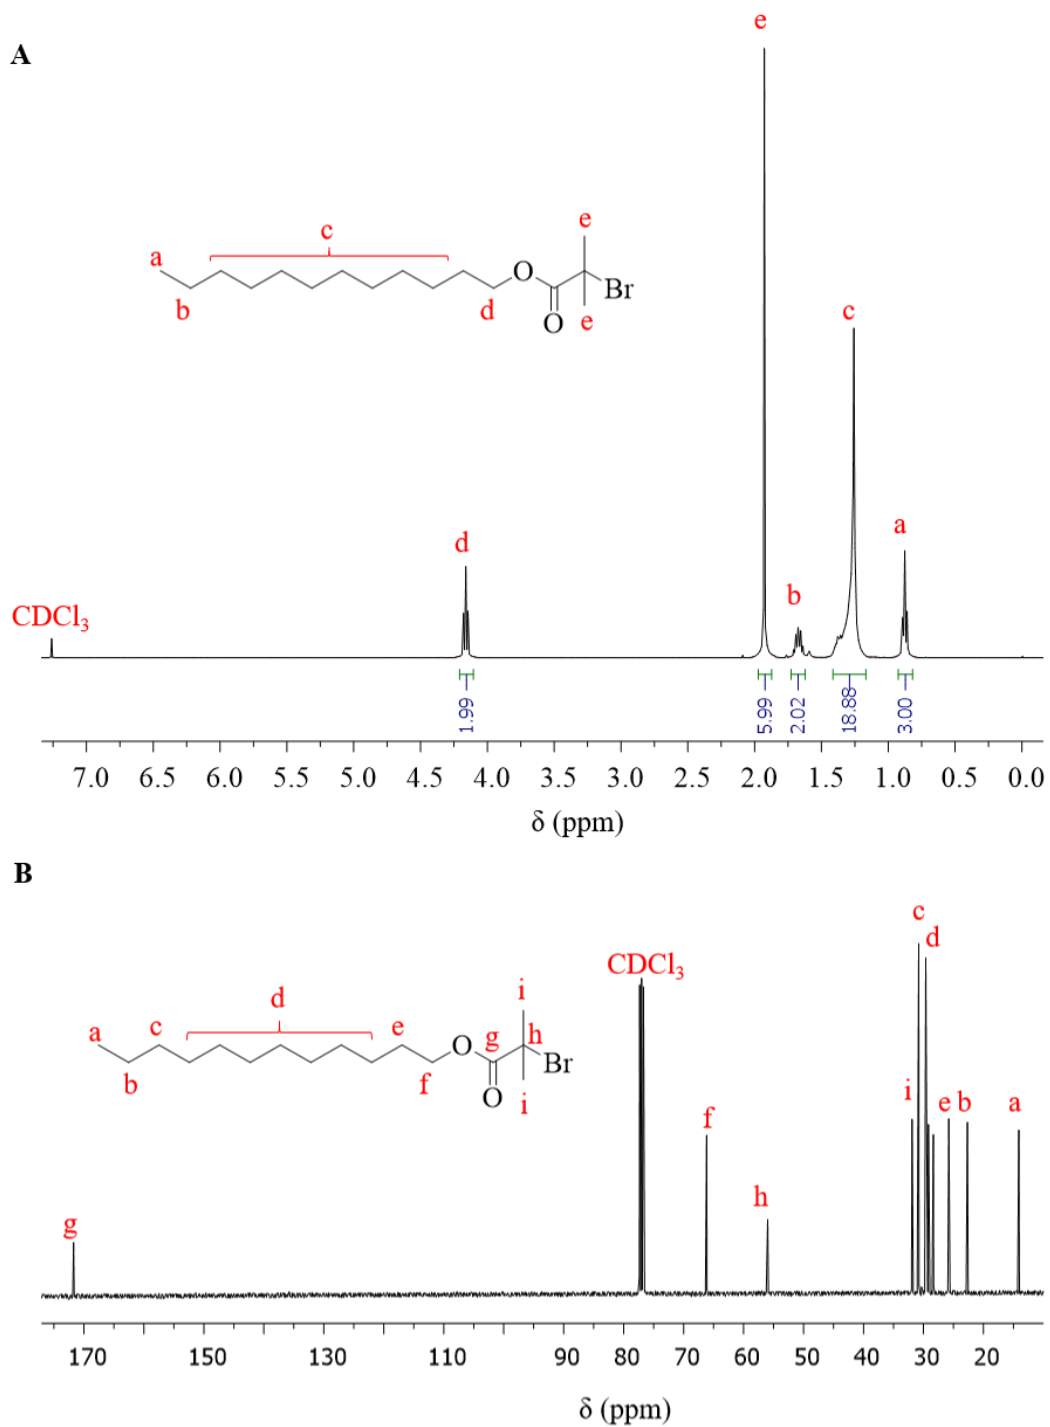 A
e
e
c
a
O
Br
b
d
O
e
c
d
a
b
CDCl₃
1.99
5.99
2.02
18.88
3.00
7.0 6.5 6.0 5.5 5.0 4.5 4.0 3.5 3.0 2.5 2.0 1.5 1.0 0.5 0.0
δ (ppm)
B
c
d
CDCl₃
i
d
a
c
e
O
g
h
Br
b
f
O
i
i
e
b
a
f
h
g
170 150 130 110 90 80 70 60 50 40 30 20
δ (ppm)